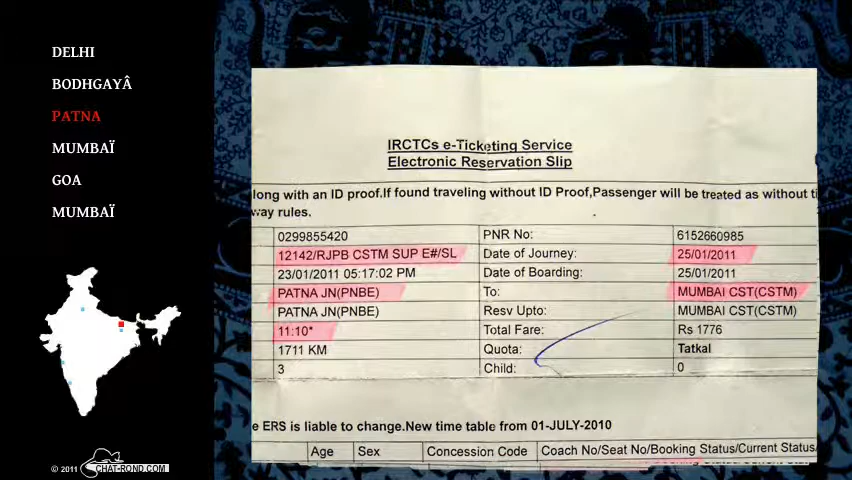 DELHI
BODHGAYÂ
PATNA
MUMBAÏ
GOA
MUMBAÏ
© 2011 CHAT-ROND.COM
IRCTCs e-Ticketing Service
Electronic Reservation Slip
long with an ID proof.If found traveling without ID Proof,Passenger will be treated as without ti
way rules.
0299855420 PNR No: 6152660985
12142/RJPB CSTM SUP E#/SL Date of Journey: 25/01/2011
23/01/2011 05:17:02 PM Date of Boarding: 25/01/2011
PATNA JN(PNBE) To: MUMBAI CST(CSTM)
PATNA JN(PNBE) Resv Upto: MUMBAI CST(CSTM)
11:10* Total Fare: Rs 1776
1711 KM Quota: Tatkal
3 Child: 0
e ERS is liable to change.New time table from 01-JULY-2010
Age Sex Concession Code Coach No/Seat No/Booking Status/Current Status/